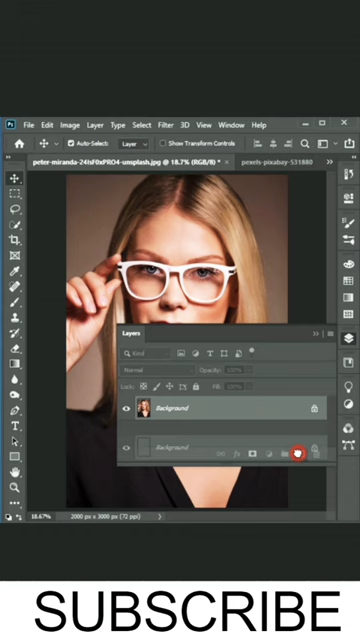 Ps File Edit Image Layer Type Select Filter 3D View Window Help
Auto-Select: Layer Show Transform Controls
peter-miranda-24IsF0xPRO4-unsplash.jpg @ 18.7% (RGB/8) * × pexels-pixabay-531880
Layers
Kind
Normal Opacity: 100%
Lock: Fill: 100%
Background
Background
18.67% 2000 px x 3000 px (72 ppi)
SUBSCRIBE